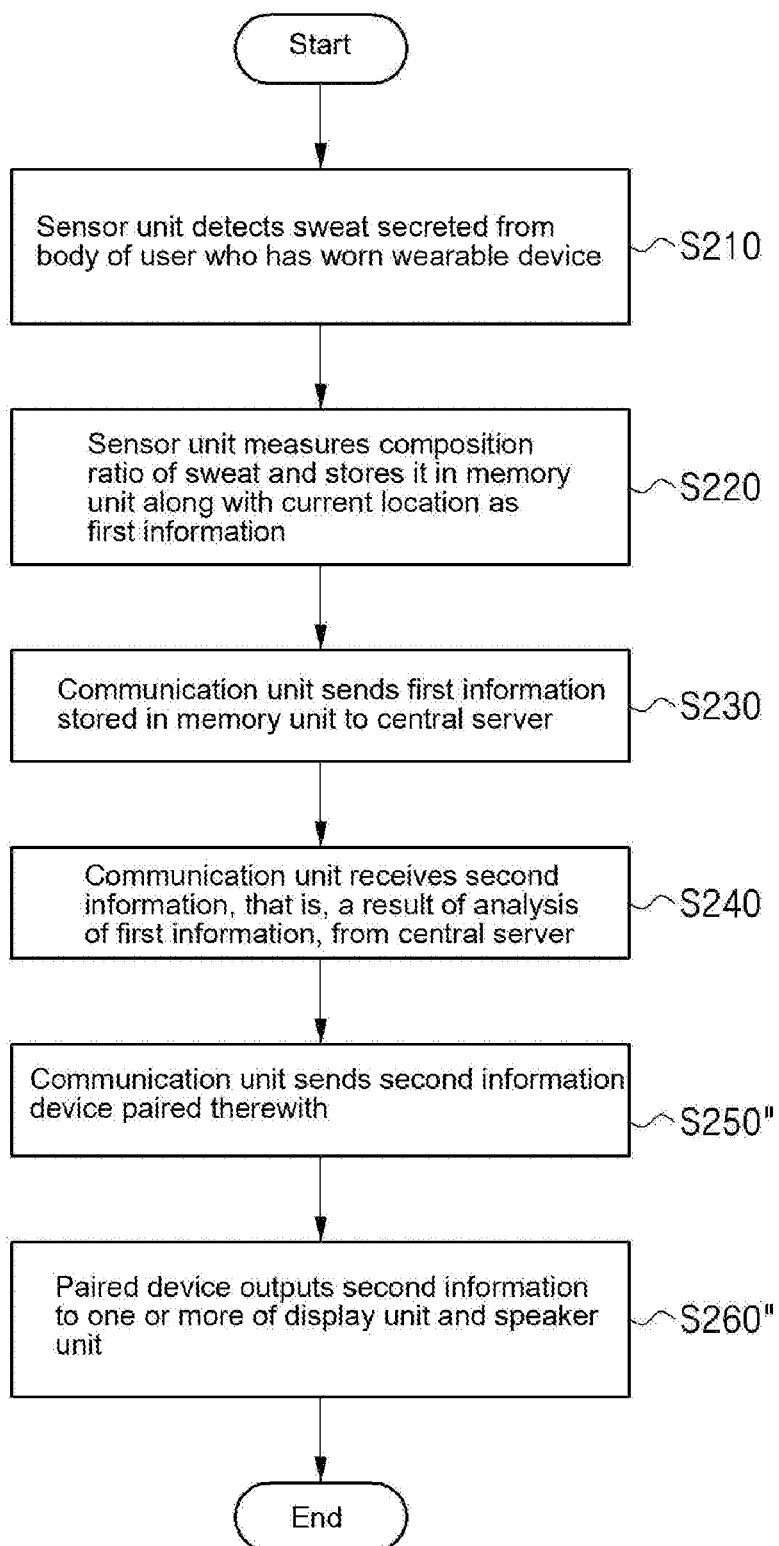 Start
Sensor unit detects sweat secreted from
body of user who has worn wearable device
S210
Sensor unit measures composition
ratio of sweat and stores it in memory
unit along with current location as
first information
S220
Communication unit sends first information
stored in memory unit to central server
S230
Communication unit receives second
information, that is, a result of analysis
of first information, from central server
S240
Communication unit sends second information
device paired therewith
S250"
Paired device outputs second information
to one or more of display unit and speaker
unit
S260"
End